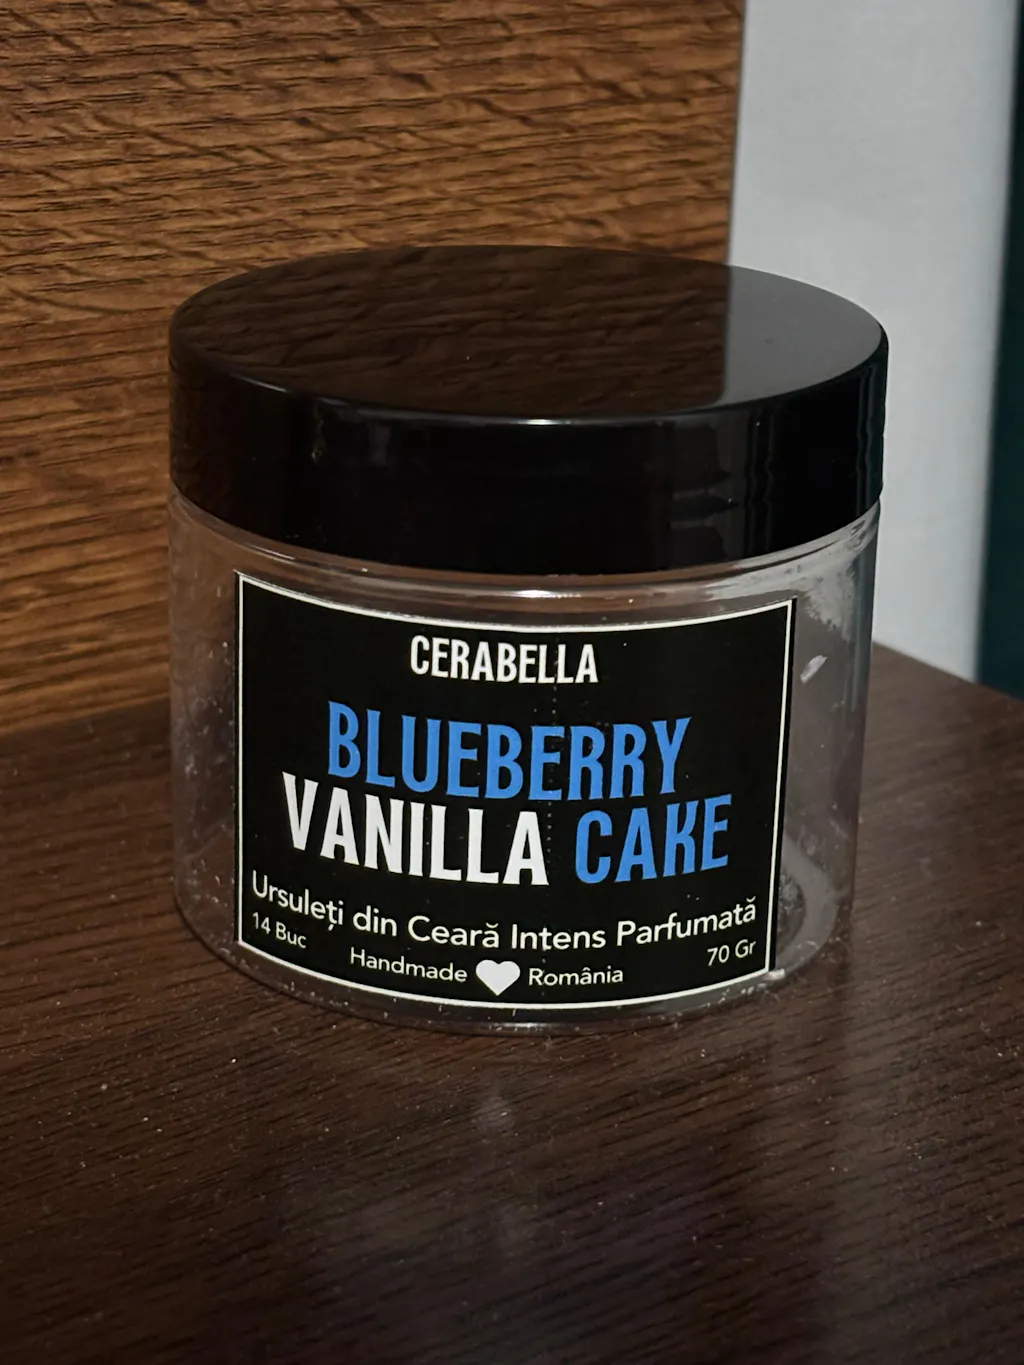 CERABELLA
BLUEBERRY
VANILLA CAKE
Ursuleți din Ceară Intens Parfumată
14 Buc
70 Gr
Handmade România